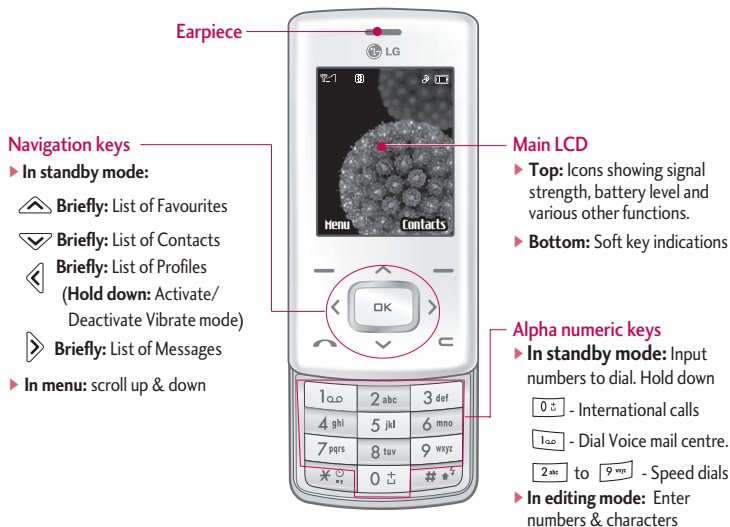 Earpiece
LG
Menu
Contacts
OK
1
2 abc
3 def
4 ghi
5 jkl
6 mno
7 pqrs
8 tuv
9 wxyz
*
0
#
Navigation keys
In standby mode:
Briefly: List of Favourites
Briefly: List of Contacts
Briefly: List of Profiles
(Hold down: Activate/
Deactivate Vibrate mode)
Briefly: List of Messages
In menu: scroll up & down
Main LCD
Top: Icons showing signal
strength, battery level and
various other functions.
Bottom: Soft key indications
Alpha numeric keys
In standby mode: Input
numbers to dial. Hold down
0 - International calls
1 - Dial Voice mail centre.
2 abc to 9 wxyz - Speed dials
In editing mode: Enter
numbers & characters